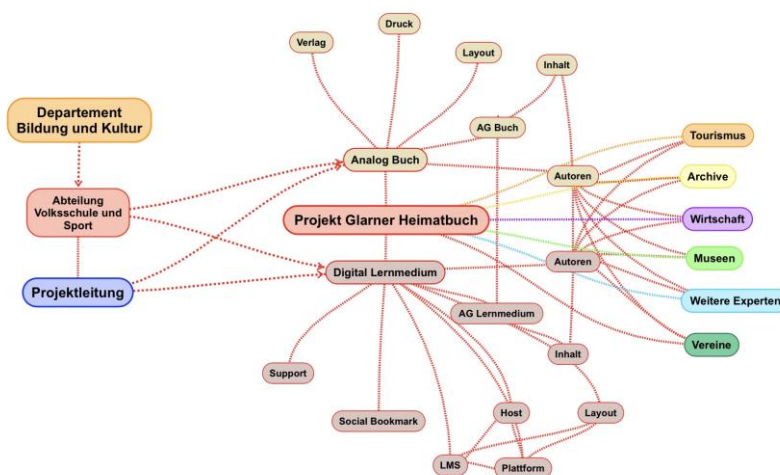 Druck
Verlag
Layout
Inhalt
Departement
Bildung und Kultur
AG Buch
Tourismus
Analog Buch
Autoren
Archive
Abteilung
Volksschule und
Sport
Projekt Glarner Heimatbuch
Wirtschaft
Museen
Autoren
Digital Lernmedium
Projektleitung
Weitere Experten
AG Lernmedium
Vereine
Inhalt
Support
Social Bookmark
Host
Layout
LMS
Plattform